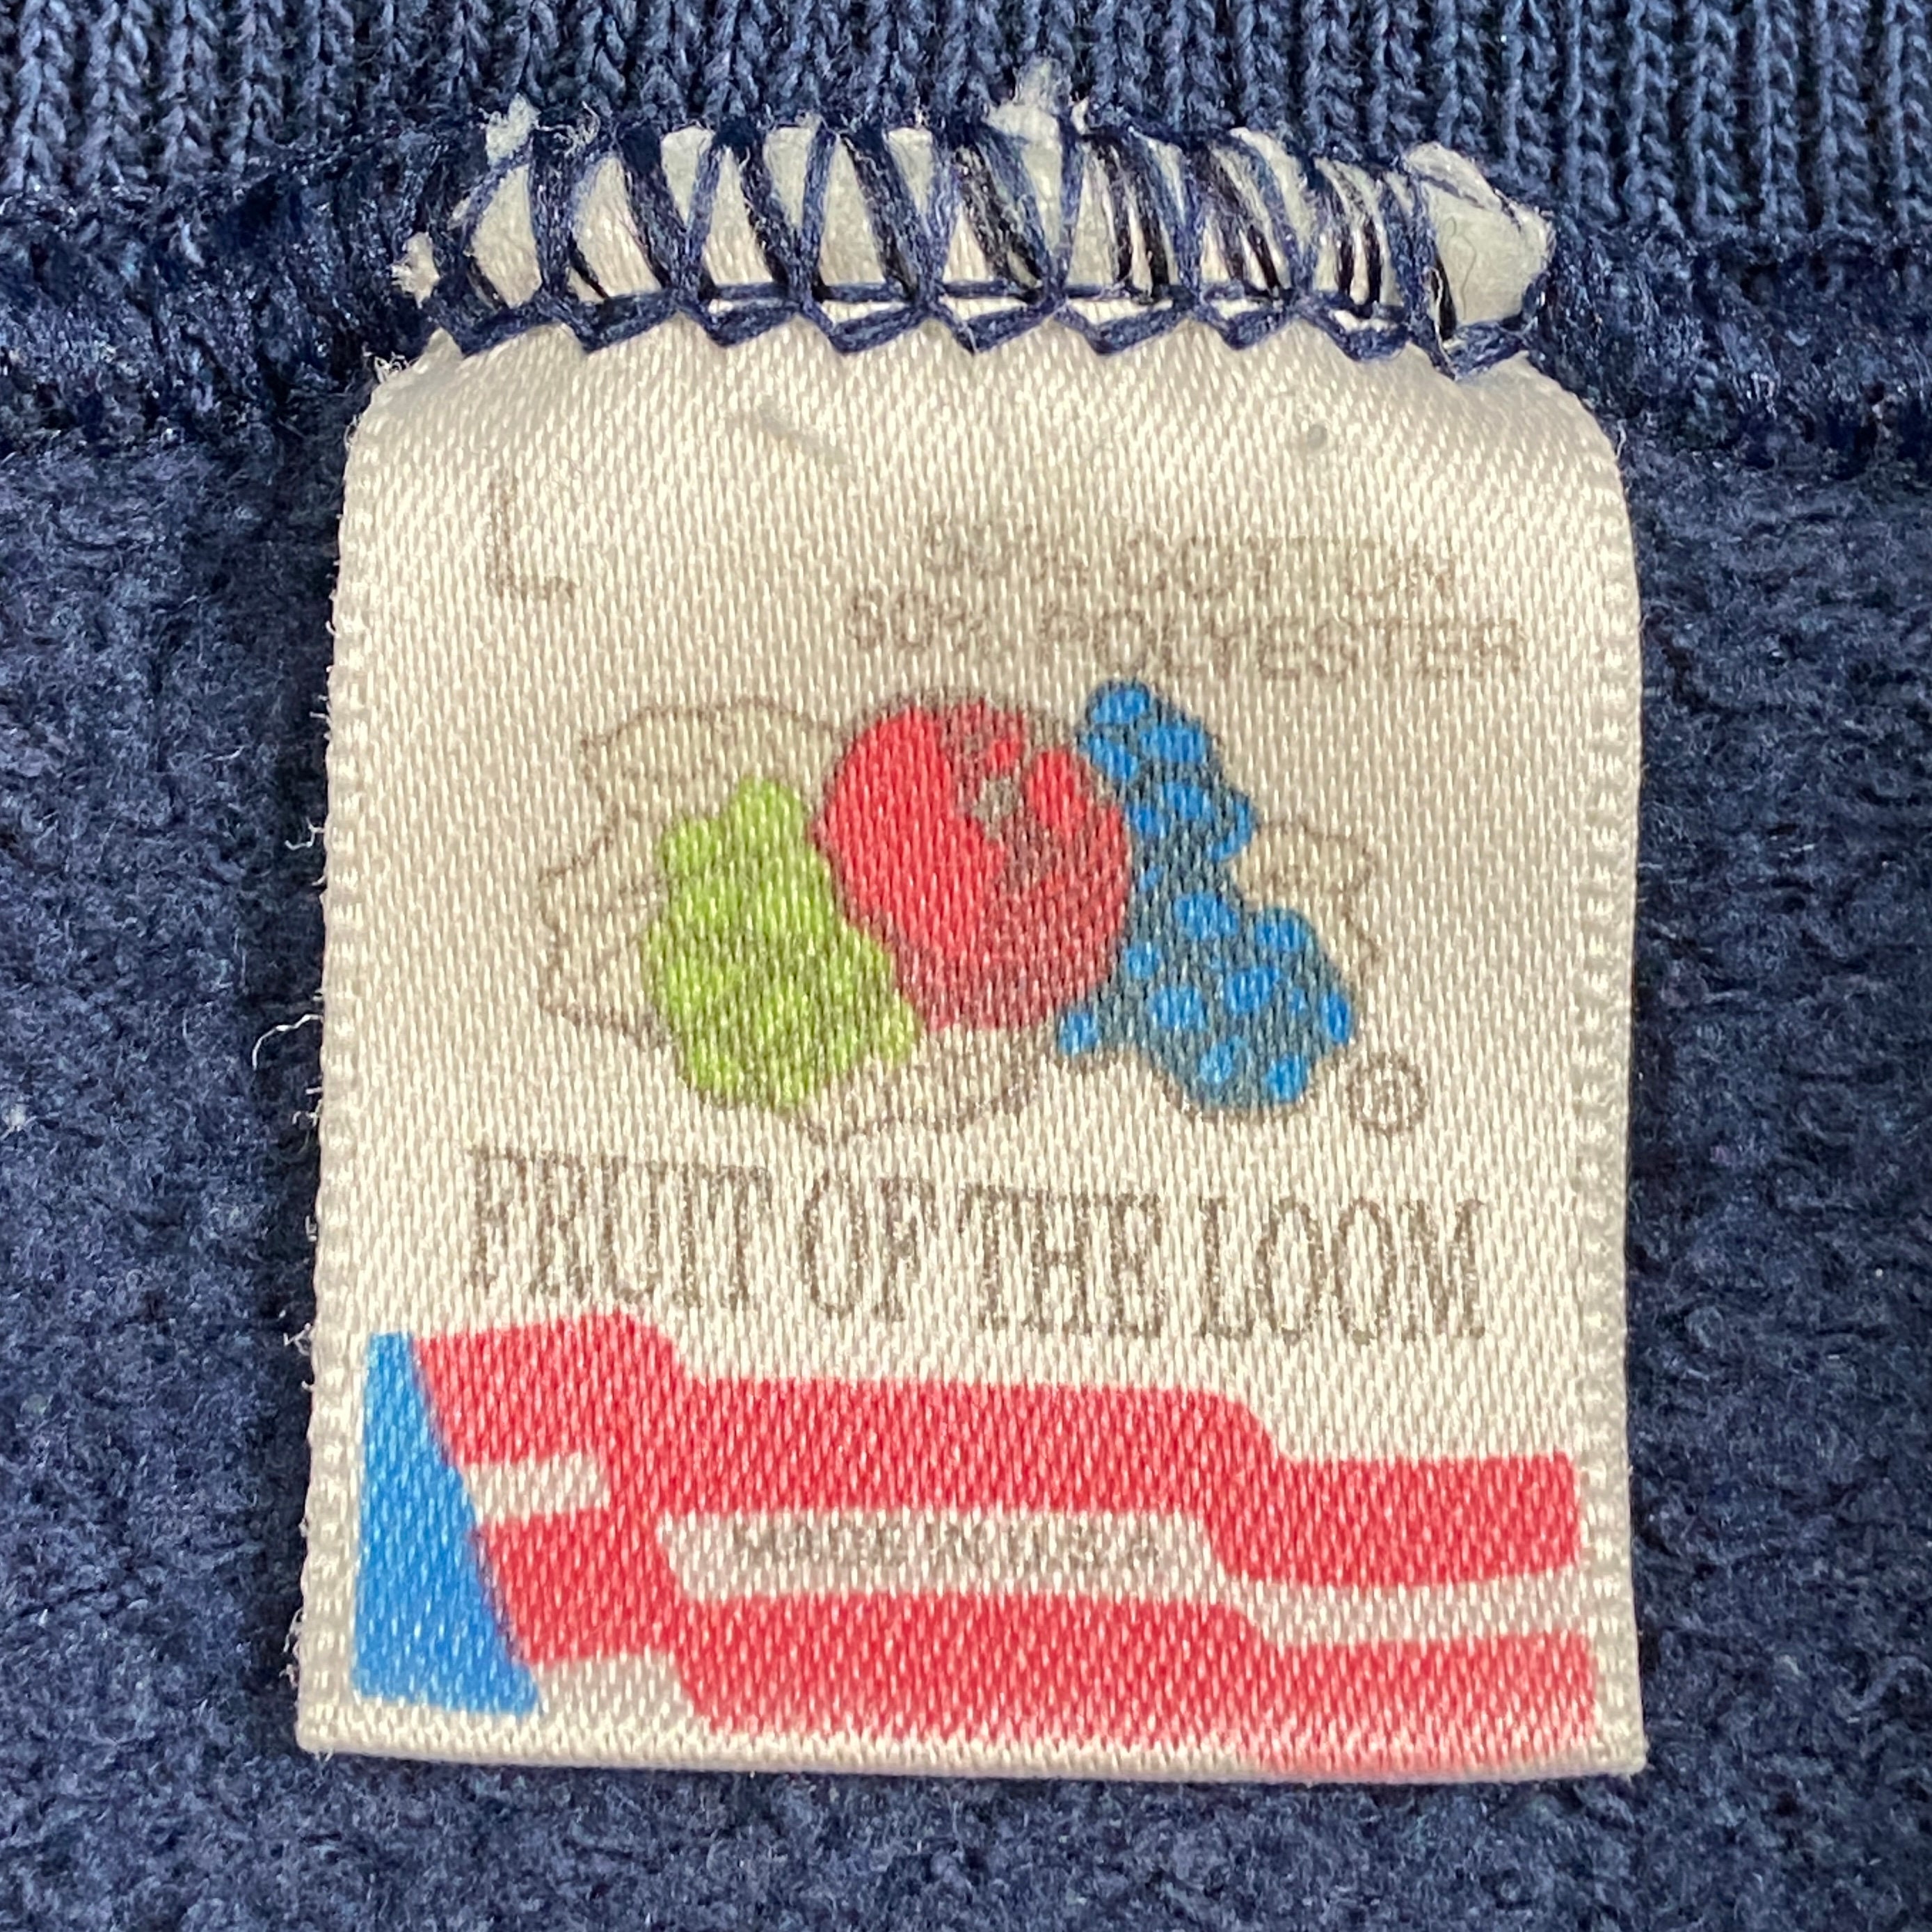 L
50% COTTON
50% POLYESTER
®
FRUIT OF THE LOOM
MADE IN U.S.A.